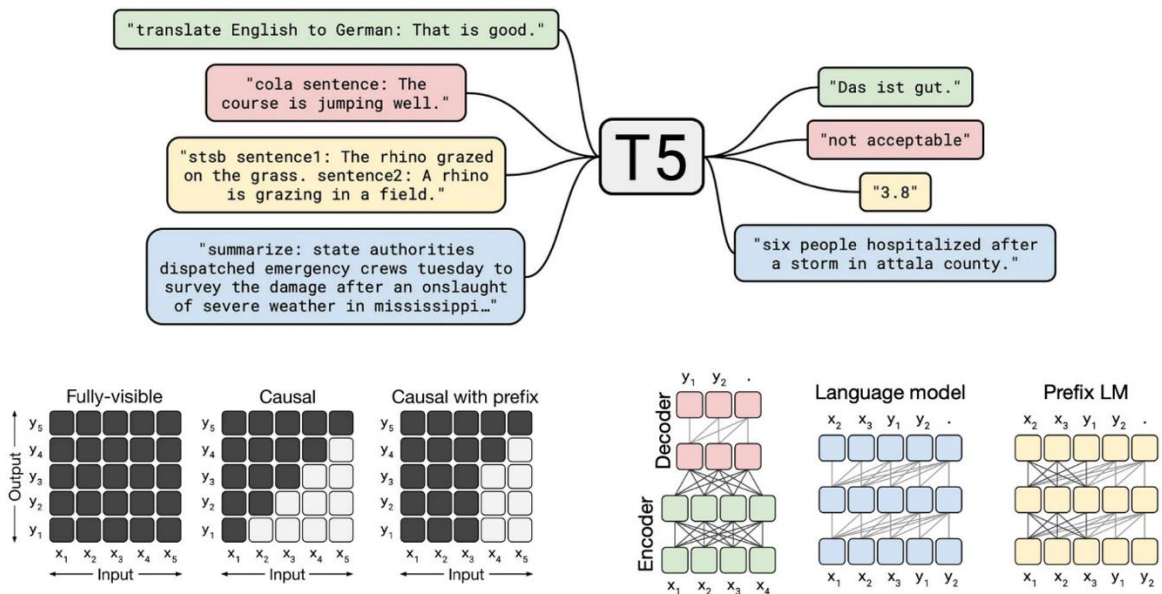 "translate English to German: That is good."
"cola sentence: The
course is jumping well."
"stsb sentence1: The rhino grazed
on the grass. sentence2: A rhino
is grazing in a field."
"summarize: state authorities
dispatched emergency crews tuesday to
survey the damage after an onslaught
of severe weather in mississippi…"
T5
"Das ist gut."
"not acceptable"
"3.8"
"six people hospitalized after
a storm in attala county."
Fully-visible
Output
y₅
y₄
y₃
y₂
y₁
x₁ x₂ x₃ x₄ x₅
Input
Causal
y₅
y₄
y₃
y₂
y₁
x₁ x₂ x₃ x₄ x₅
Input
Causal with prefix
y₅
y₄
y₃
y₂
y₁
x₁ x₂ x₃ x₄ x₅
Input
y₁ y₂ .
Decoder
Encoder
x₁ x₂ x₃ x₄
Language model
x₂ x₃ y₁ y₂ .
x₁ x₂ x₃ y₁ y₂
Prefix LM
x₂ x₃ y₁ y₂ .
x₁ x₂ x₃ y₁ y₂